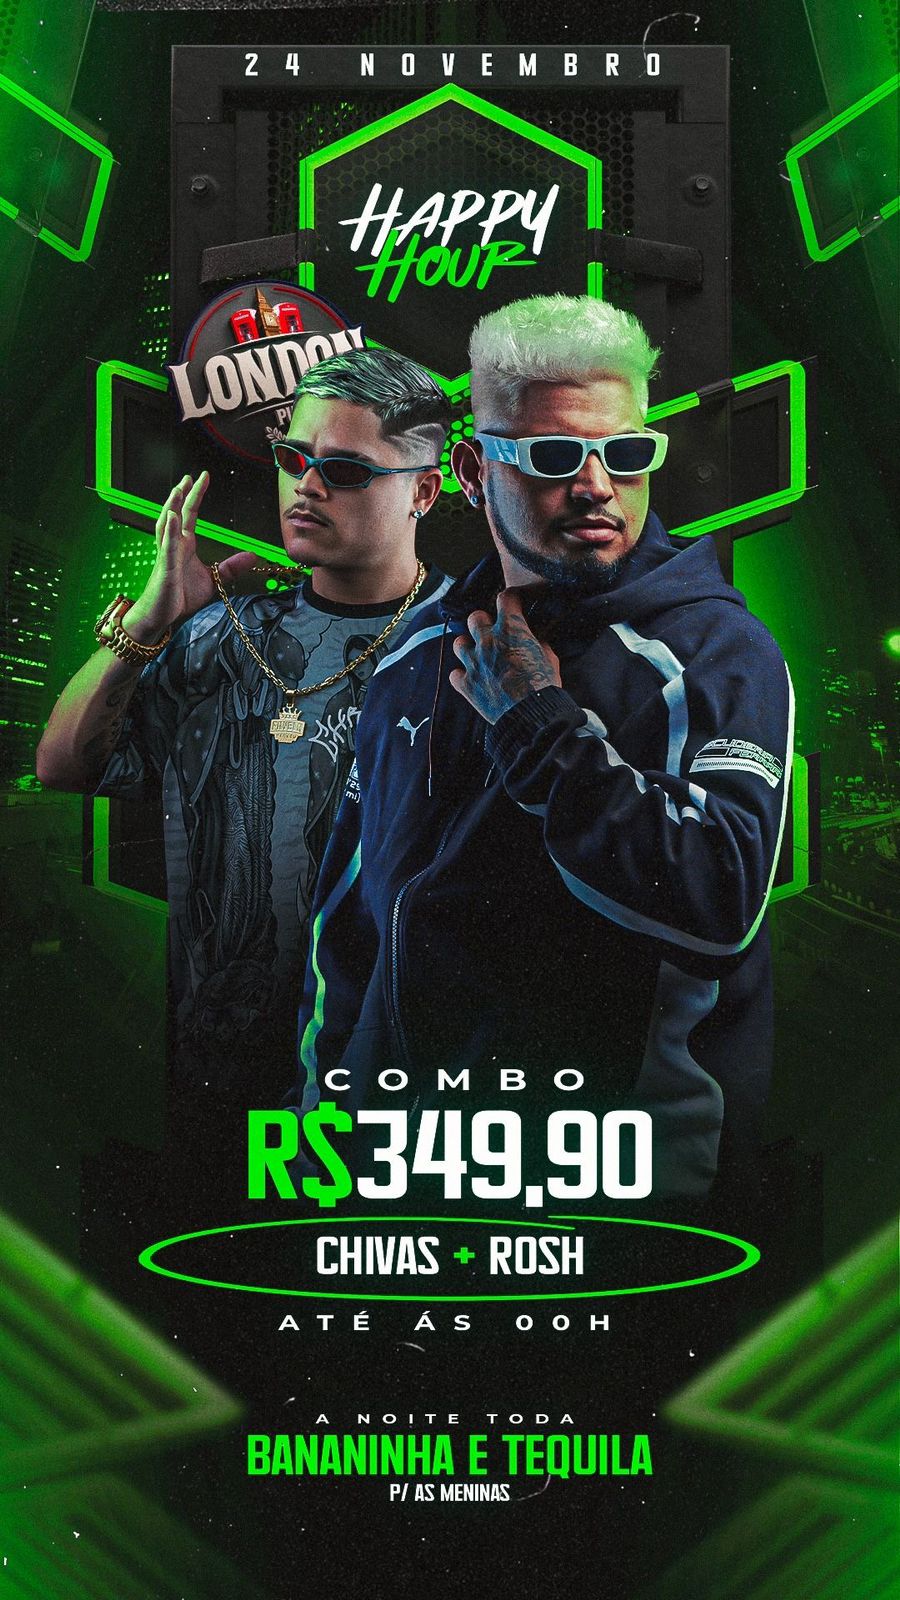 24 NOVEMBRO
HAPPY
HOUR
LONDON
COMBO
R$349,90
CHIVAS + ROSH
ATÉ ÁS 00H
A NOITE TODA
BANANINHA E TEQUILA
P/ AS MENINAS